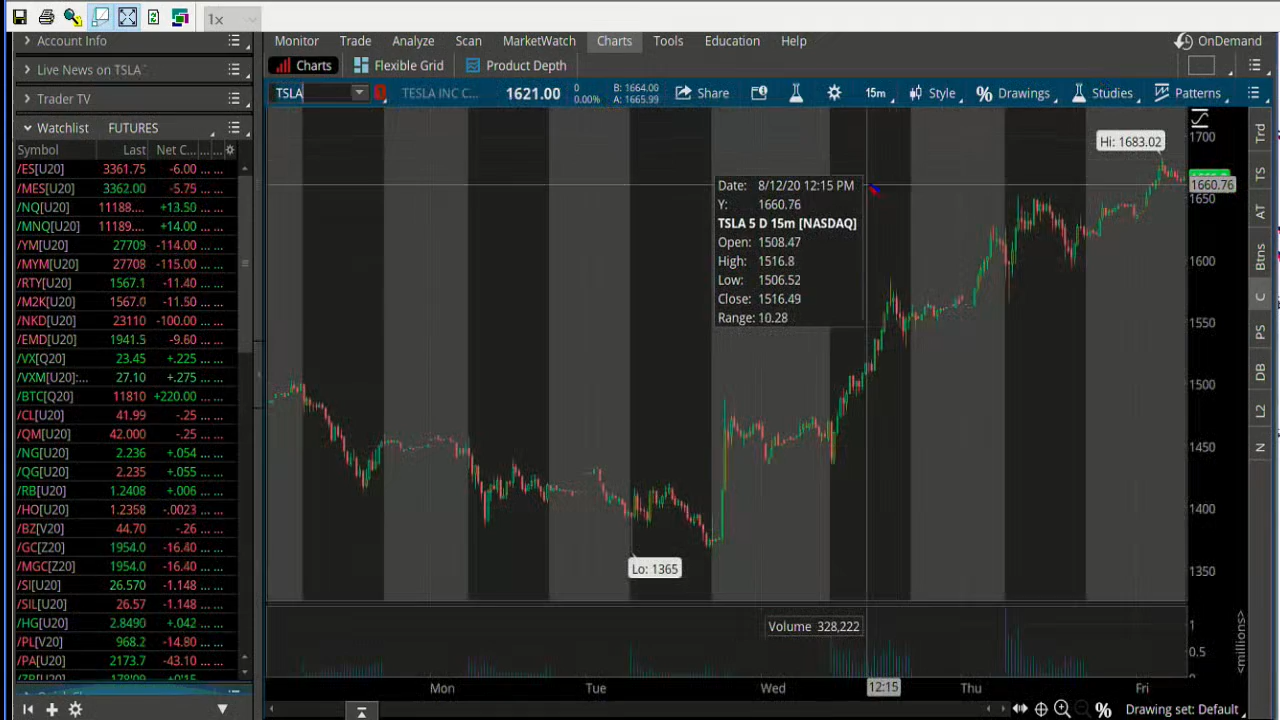 1x
Account Info
Live News on TSLA
Trader TV
Watchlist FUTURES
Symbol Last Net C... ... ...
/ES[U20] 3361.75 -6.00 ... ...
/MES[U20] 3362.00 -5.75 ... ...
/NQ[U20] 11188.... +13.50 ... ...
/MNQ[U20] 11189.... +14.00 ... ...
/YM[U20] 27709 -114.00 ... ...
/MYM[U20] 27708 -115.00 ... ...
/RTY[U20] 1567.1 -11.40 ... ...
/M2K[U20] 1567.0 -11.50 ... ...
/NKD[U20] 23110 -100.00 ... ...
/EMD[U20] 1941.5 -9.60 ... ...
/VX[Q20] 23.45 +.225 ... ...
/VXM[U20]:... 27.10 +.275 ... ...
/BTC[Q20] 11810 +220.00 ... ...
/CL[U20] 41.99 -.25 ... ...
/QM[U20] 42.000 -.25 ... ...
/NG[U20] 2.236 +.054 ... ...
/QG[U20] 2.235 +.055 ... ...
/RB[U20] 1.2408 +.006 ... ...
/HO[U20] 1.2358 -.0023 ... ...
/BZ[V20] 44.70 -.26 ... ...
/GC[Z20] 1954.0 -16.40 ... ...
/MGC[Z20] 1954.0 -16.40 ... ...
/SI[U20] 26.570 -1.148 ... ...
/SIL[U20] 26.57 -1.148 ... ...
/HG[U20] 2.8490 +.042 ... ...
/PL[V20] 968.2 -14.80 ... ...
/PA[U20] 2173.7 -43.10 ... ...
Monitor Trade Analyze Scan MarketWatch Charts Tools Education Help
OnDemand
Charts Flexible Grid Product Depth
TSLA TESLA INC C... 1621.00 0 0.00% B: 1664.00 A: 1665.99 Share 15m Style Drawings Studies Patterns
Hi: 1683.02
Date: 8/12/20 12:15 PM
Y: 1660.76
TSLA 5 D 15m [NASDAQ]
Open: 1508.47
High: 1516.8
Low: 1506.52
Close: 1516.49
Range: 10.28
Lo: 1365
1700
1660.76
1650
1600
1550
1500
1450
1400
1350
Volume 328,222
1
0.5
<millions>
Mon Tue Wed 12:15 Thu Fri
Drawing set: Default
Trd
TS
AT
Btns
C
PS
DB
L2
N